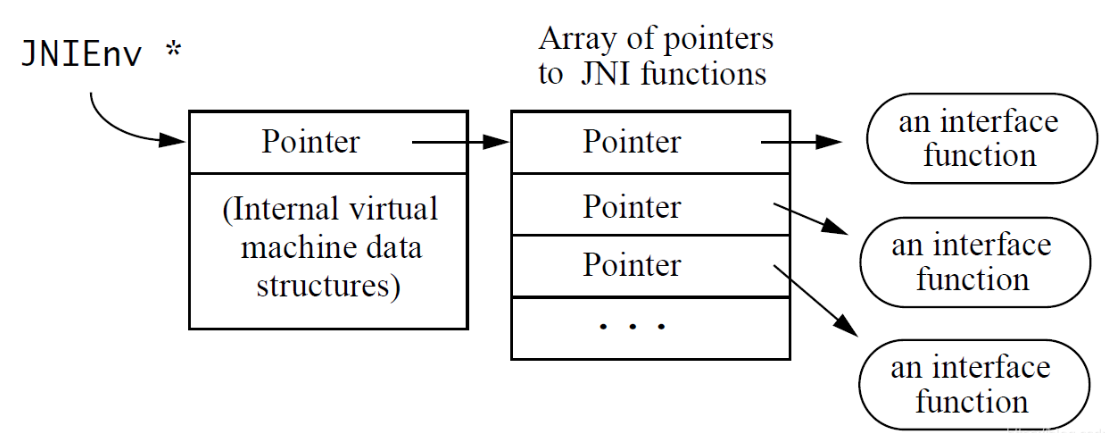 JNIEnv *
Array of pointers
to JNI functions
Pointer
(Internal virtual
machine data
structures)
Pointer
Pointer
Pointer
. . .
an interface
function
an interface
function
an interface
function